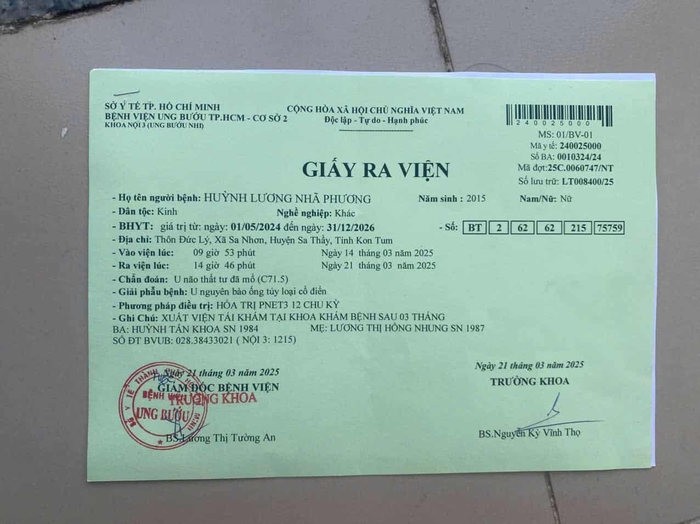 SỞ Y TẾ TP. HỒ CHÍ MINH
BỆNH VIỆN UNG BƯỚU TP.HCM - CƠ SỞ 2
KHOA NỘI 3 (UNG BƯỚU NHI)
CỘNG HÒA XÃ HỘI CHỦ NGHĨA VIỆT NAM
Độc lập - Tự do - Hạnh phúc
240025000
MS: 01/BV-01
Mã y tế: 240025000
Số BA: 0010324/24
Mã đợt:25C.0060747/NT
Số lưu trữ: LT008400/25
GIẤY RA VIỆN
- Họ tên người bệnh: HUỲNH LƯƠNG NHÃ PHƯƠNG Năm sinh : 2015 Nam/Nữ: Nữ
- Dân tộc: Kinh Nghề nghiệp: Khác
- BHYT: giá trị từ: ngày: 01/05/2024 đến ngày: 31/12/2026 - Số: BT 2 62 62 215 75759
- Địa chỉ: Thôn Đức Lý, Xã Sa Nhơn, Huyện Sa Thầy, Tỉnh Kon Tum
- Vào viện lúc: 09 giờ 53 phút Ngày 14 tháng 03 năm 2025
- Ra viện lúc: 14 giờ 46 phút Ngày 21 tháng 03 năm 2025
- Chẩn đoán: U não thất tư đã mổ (C71.5)
- Giải phẫu bệnh: U nguyên bào ống tủy loại cổ điển
- Phương pháp điều trị: HÓA TRỊ PNET3 12 CHU KỲ
- Ghi Chú: XUẤT VIỆN TÁI KHÁM TẠI KHOA KHÁM BỆNH SAU 03 THÁNG
BA: HUỲNH TẤN KHOA SN 1984 MẸ: LƯƠNG THỊ HỒNG NHUNG SN 1987
SỐ ĐT BVUB: 028.38433021 ( NỘI 3: 1215)
Ngày 21 tháng 03 năm 2025
GIÁM ĐỐC BỆNH VIỆN
TRƯỞNG KHOA
BỆNH VIỆN
UNG BƯỚU
BS.Lương Thị Tường An
Ngày 21 tháng 03 năm 2025
TRƯỞNG KHOA
BS.Nguyễn Kỳ Vĩnh Thọ